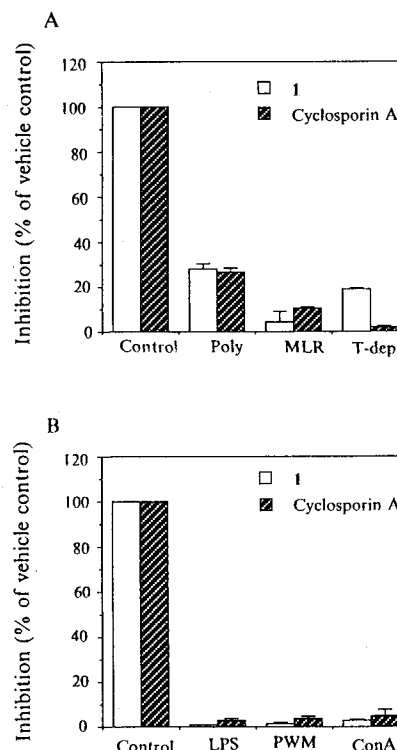 A
Inhibition (% of vehicle control)
120
100
80
60
40
20
0
1
Cyclosporin A
Control Poly MLR T-dep
B
Inhibition (% of vehicle control)
120
100
80
60
40
20
0
1
Cyclosporin A
Control LPS PWM ConA